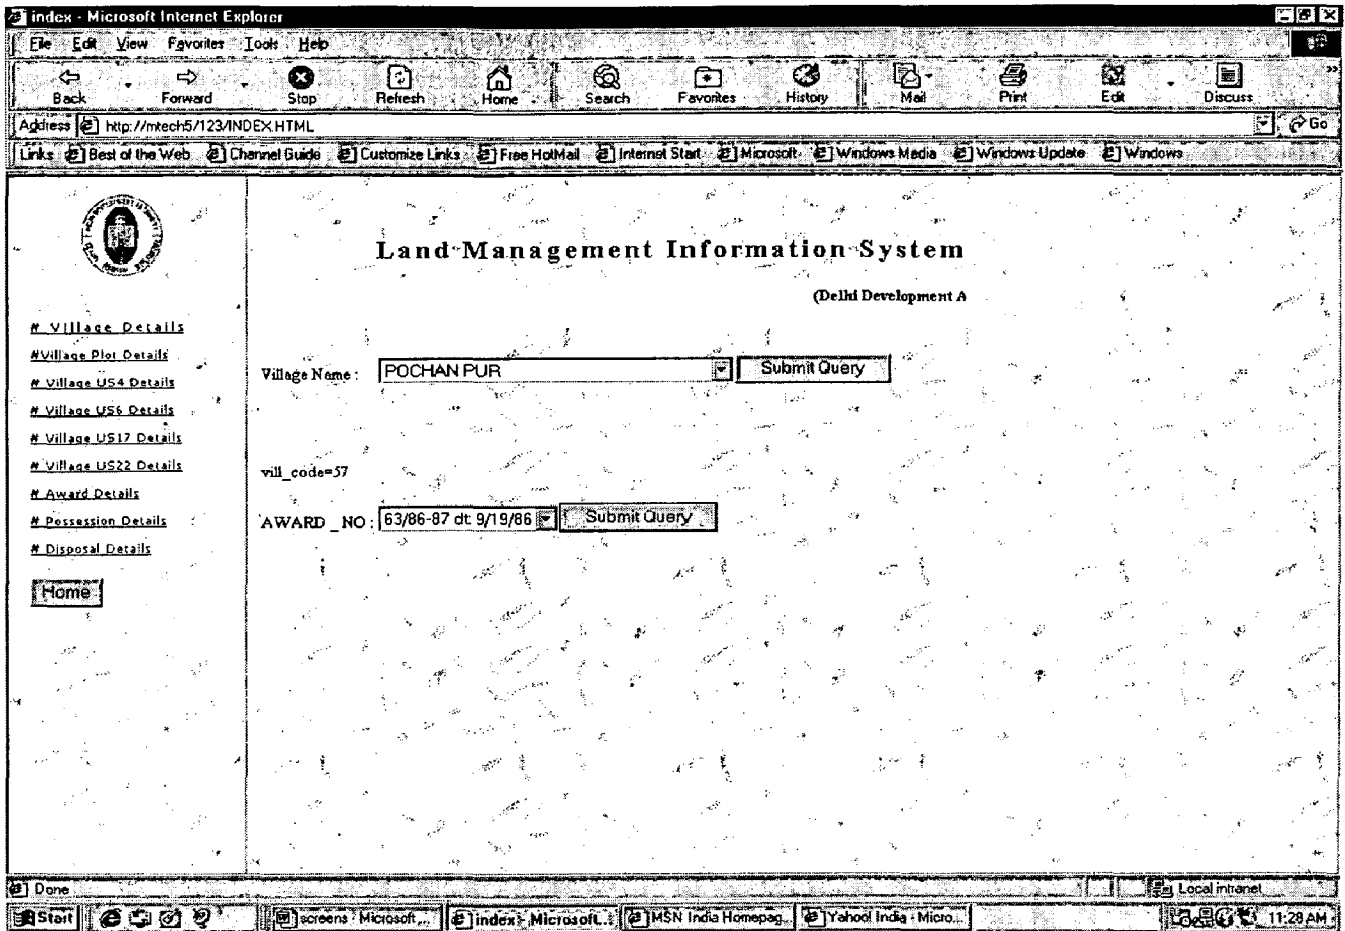 index - Microsoft Internet Explorer
File Edit View Favorites Tools Help
Back Forward Stop Refresh Home Search Favorites History Mail Print Edit Discuss
Address http://mtech5/123/INDEX.HTML Go
Links Best of the Web Channel Guide Customize Links Free HotMail Internet Start Microsoft Windows Media Windows Update Windows
Land Management Information System
(Delhi Development A
# Village Details
#Village Plot Details
# Village US4 Details
# Village US6 Details
# Village US17 Details
# Village US22 Details
# Award Details
# Possession Details
# Disposal Details
Home
Village Name : POCHAN PUR Submit Query
vill_code=57
AWARD _NO : 63/86-87 dt: 9/19/86 Submit Query
Done Local intranet
Start screens - Microsoft ... index - Microsoft... MSN India Homepag... Yahoo! India - Micro... 11:28 AM